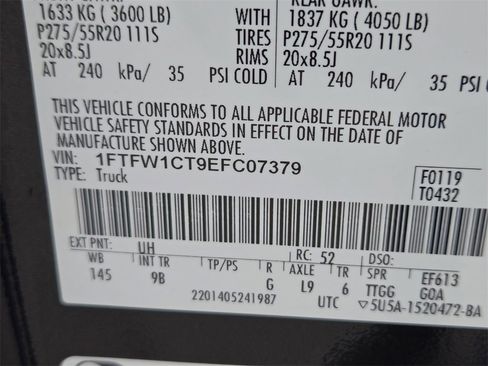 1633 KG ( 3600 LB) WITH 1837 KG ( 4050 LB)
P275/55R20 111S TIRES P275/55R20 111S
20x8.5J RIMS 20x8.5J
AT 240 kPa/ 35 PSI COLD AT 240 kPa/ 35 PSI
THIS VEHICLE CONFORMS TO ALL APPLICABLE FEDERAL MOTOR
VEHICLE SAFETY STANDARDS IN EFFECT ON THE DATE OF
MANUFACTURE SHOWN ABOVE.
VIN: 1FTFW1CT9EFC07379
TYPE: Truck
F0119
T0432
EXT PNT: UH RC: 52 DSO:
WB INT TR TP/PS R AXLE TR SPR EF613
145 9B G L9 6 TTGG G0A
2201405241987 UTC ▽5U5A-1520472-BA